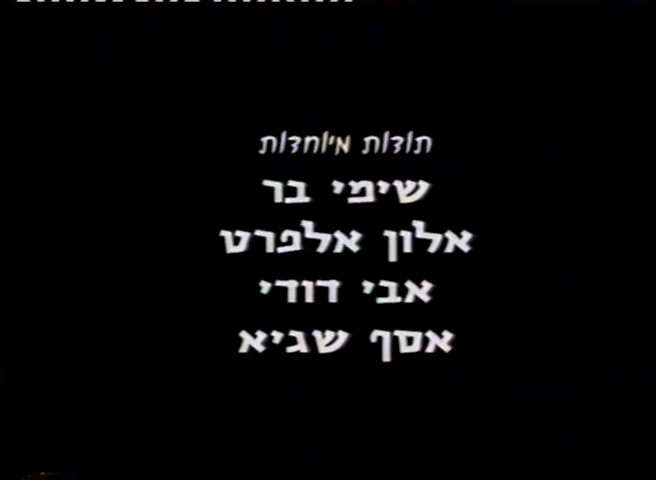 תודות מיוחדות
שימי בר
אלון אלפרט
אבי דודי
אסף שגיא